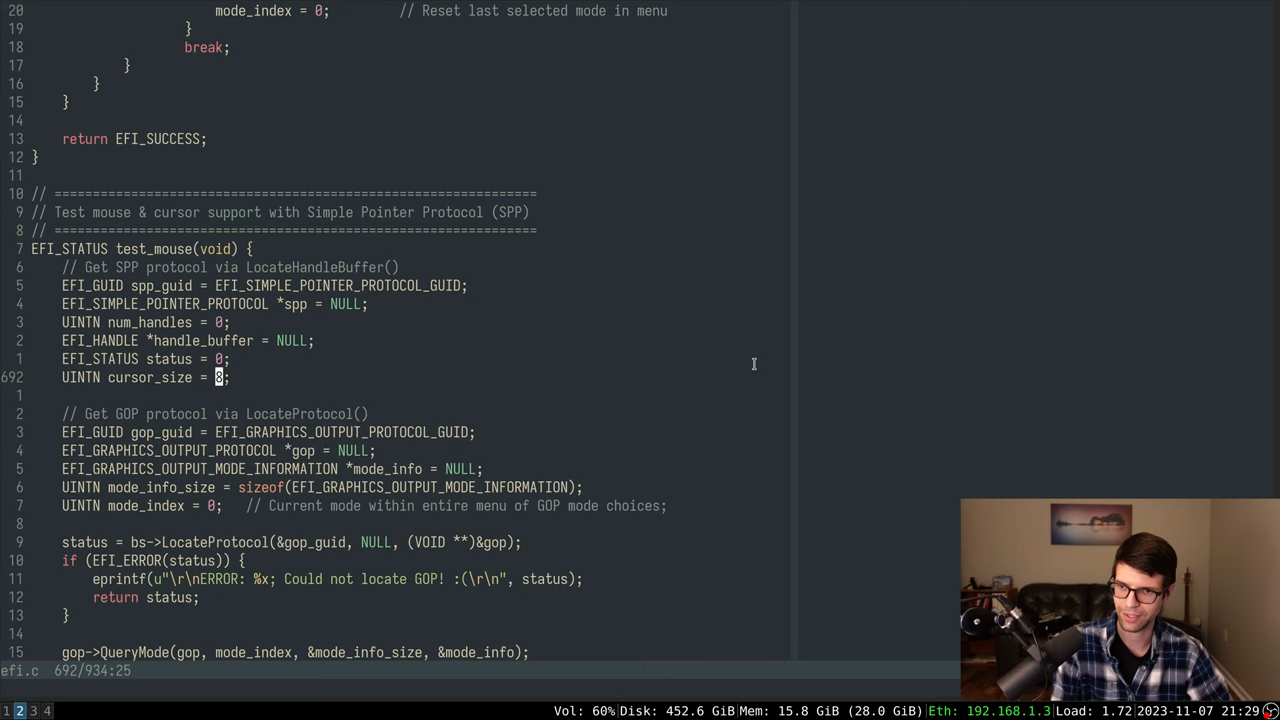 20                         mode_index = 0;         // Reset last selected mode in menu
19                     }
18                     break;
17             }
16         }
15     }
14
13     return EFI_SUCCESS;
12 }
11
10 // ===============================================================
9 // Test mouse & cursor support with Simple Pointer Protocol (SPP)
8 // ===============================================================
7 EFI_STATUS test_mouse(void) {
6     // Get SPP protocol via LocateHandleBuffer()
5     EFI_GUID spp_guid = EFI_SIMPLE_POINTER_PROTOCOL_GUID;
4     EFI_SIMPLE_POINTER_PROTOCOL *spp = NULL;
3     UINTN num_handles = 0;
2     EFI_HANDLE *handle_buffer = NULL;
1     EFI_STATUS status = 0;
692     UINTN cursor_size = 8;
1
2     // Get GOP protocol via LocateProtocol()
3     EFI_GUID gop_guid = EFI_GRAPHICS_OUTPUT_PROTOCOL_GUID;
4     EFI_GRAPHICS_OUTPUT_PROTOCOL *gop = NULL;
5     EFI_GRAPHICS_OUTPUT_MODE_INFORMATION *mode_info = NULL;
6     UINTN mode_info_size = sizeof(EFI_GRAPHICS_OUTPUT_MODE_INFORMATION);
7     UINTN mode_index = 0;   // Current mode within entire menu of GOP mode choices;
8
9     status = bs->LocateProtocol(&gop_guid, NULL, (VOID **)&gop);
10     if (EFI_ERROR(status)) {
11         eprintf(u"\r\nERROR: %x; Could not locate GOP! :(\r\n", status);
12         return status;
13     }
14
15     gop->QueryMode(gop, mode_index, &mode_info_size, &mode_info);
efi.c  692/934:25
1 2 3 4 Vol: 60%|Disk: 452.6 GiB|Mem: 15.8 GiB (28.0 GiB)|Eth: 192.168.1.3|Load: 1.72|2023-11-07 21:29